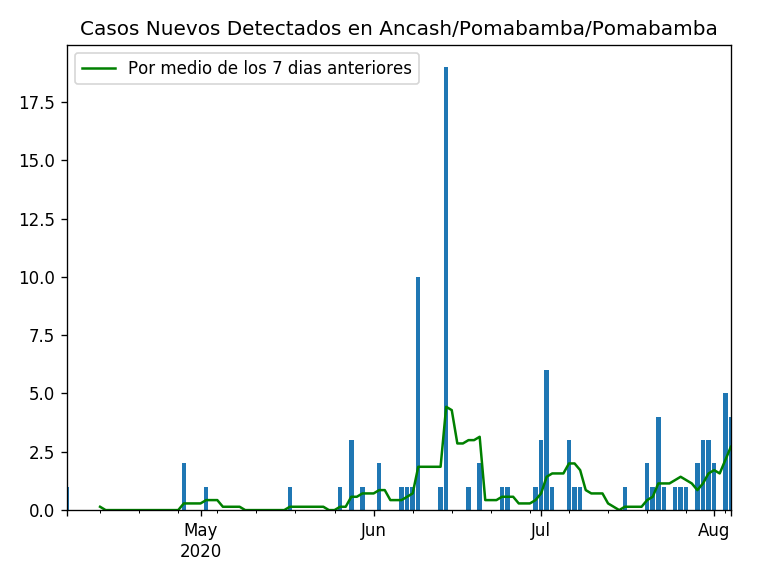 Casos Nuevos Detectados en Ancash/Pomabamba/Pomabamba
Por medio de los 7 dias anteriores
17.5
15.0
12.5
10.0
7.5
5.0
2.5
0.0
May
2020
Jun
Jul
Aug